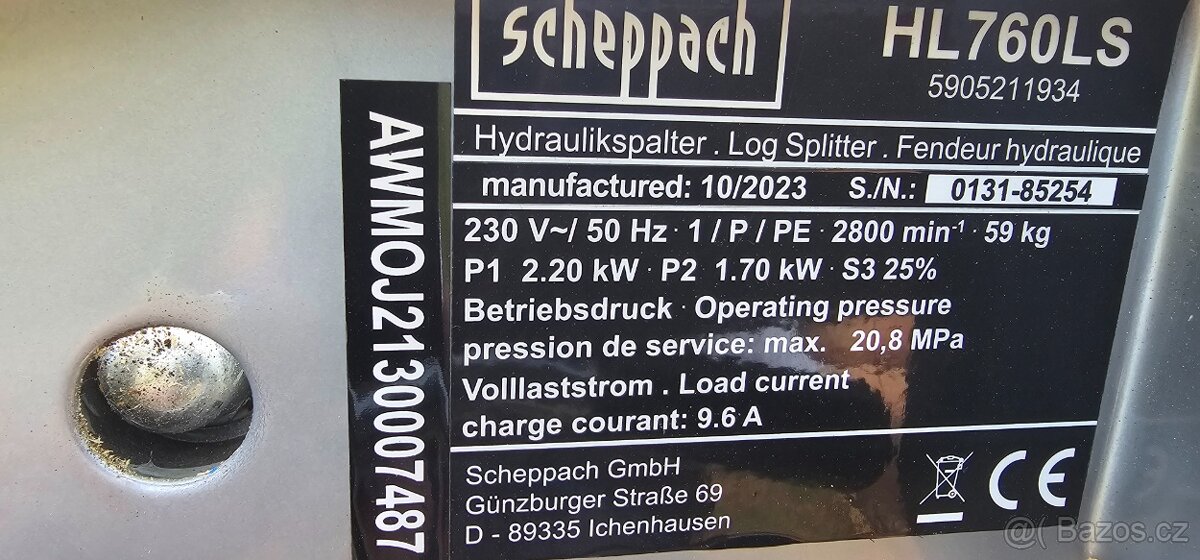 scheppach
HL760LS
5905211934
Hydraulikspalter . Log Splitter . Fendeur hydraulique
manufactured: 10/2023 S./N.: 0131-85254
230 V~/ 50 Hz · 1 / P / PE · 2800 min⁻¹ · 59 kg
P1 2.20 kW · P2 1.70 kW · S3 25%
Betriebsdruck · Operating pressure
pression de service: max. 20,8 MPa
Volllaststrom . Load current
charge courant: 9.6 A
Scheppach GmbH
Günzburger Straße 69
D - 89335 Ichenhausen
CE
AWMOJ2130007487
@( Bazos.cz